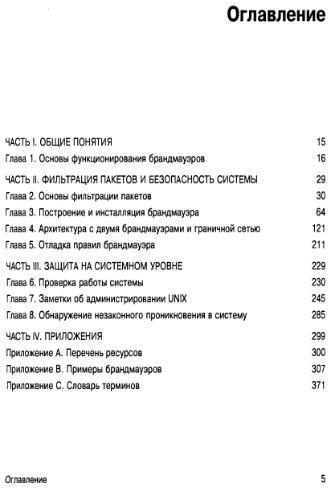 Оглавление
ЧАСТЬ I. ОБЩИЕ ПОНЯТИЯ 15
Глава 1. Основы функционирования брандмауэров 16
ЧАСТЬ II. ФИЛЬТРАЦИЯ ПАКЕТОВ И БЕЗОПАСНОСТЬ СИСТЕМЫ 29
Глава 2. Основы фильтрации пакетов 30
Глава 3. Построение и инсталляция брандмауэра 64
Глава 4. Архитектура с двумя брандмауэрами и граничной сетью 121
Глава 5. Отладка правил брандмауэра 211
ЧАСТЬ III. ЗАЩИТА НА СИСТЕМНОМ УРОВНЕ 229
Глава 6. Проверка работы системы 230
Глава 7. Заметки об администрировании UNIX 245
Глава 8. Обнаружение незаконного проникновения в систему 285
ЧАСТЬ IV. ПРИЛОЖЕНИЯ 299
Приложение A. Перечень ресурсов 300
Приложение B. Примеры брандмауэров 307
Приложение C. Словарь терминов 371
Оглавление 5